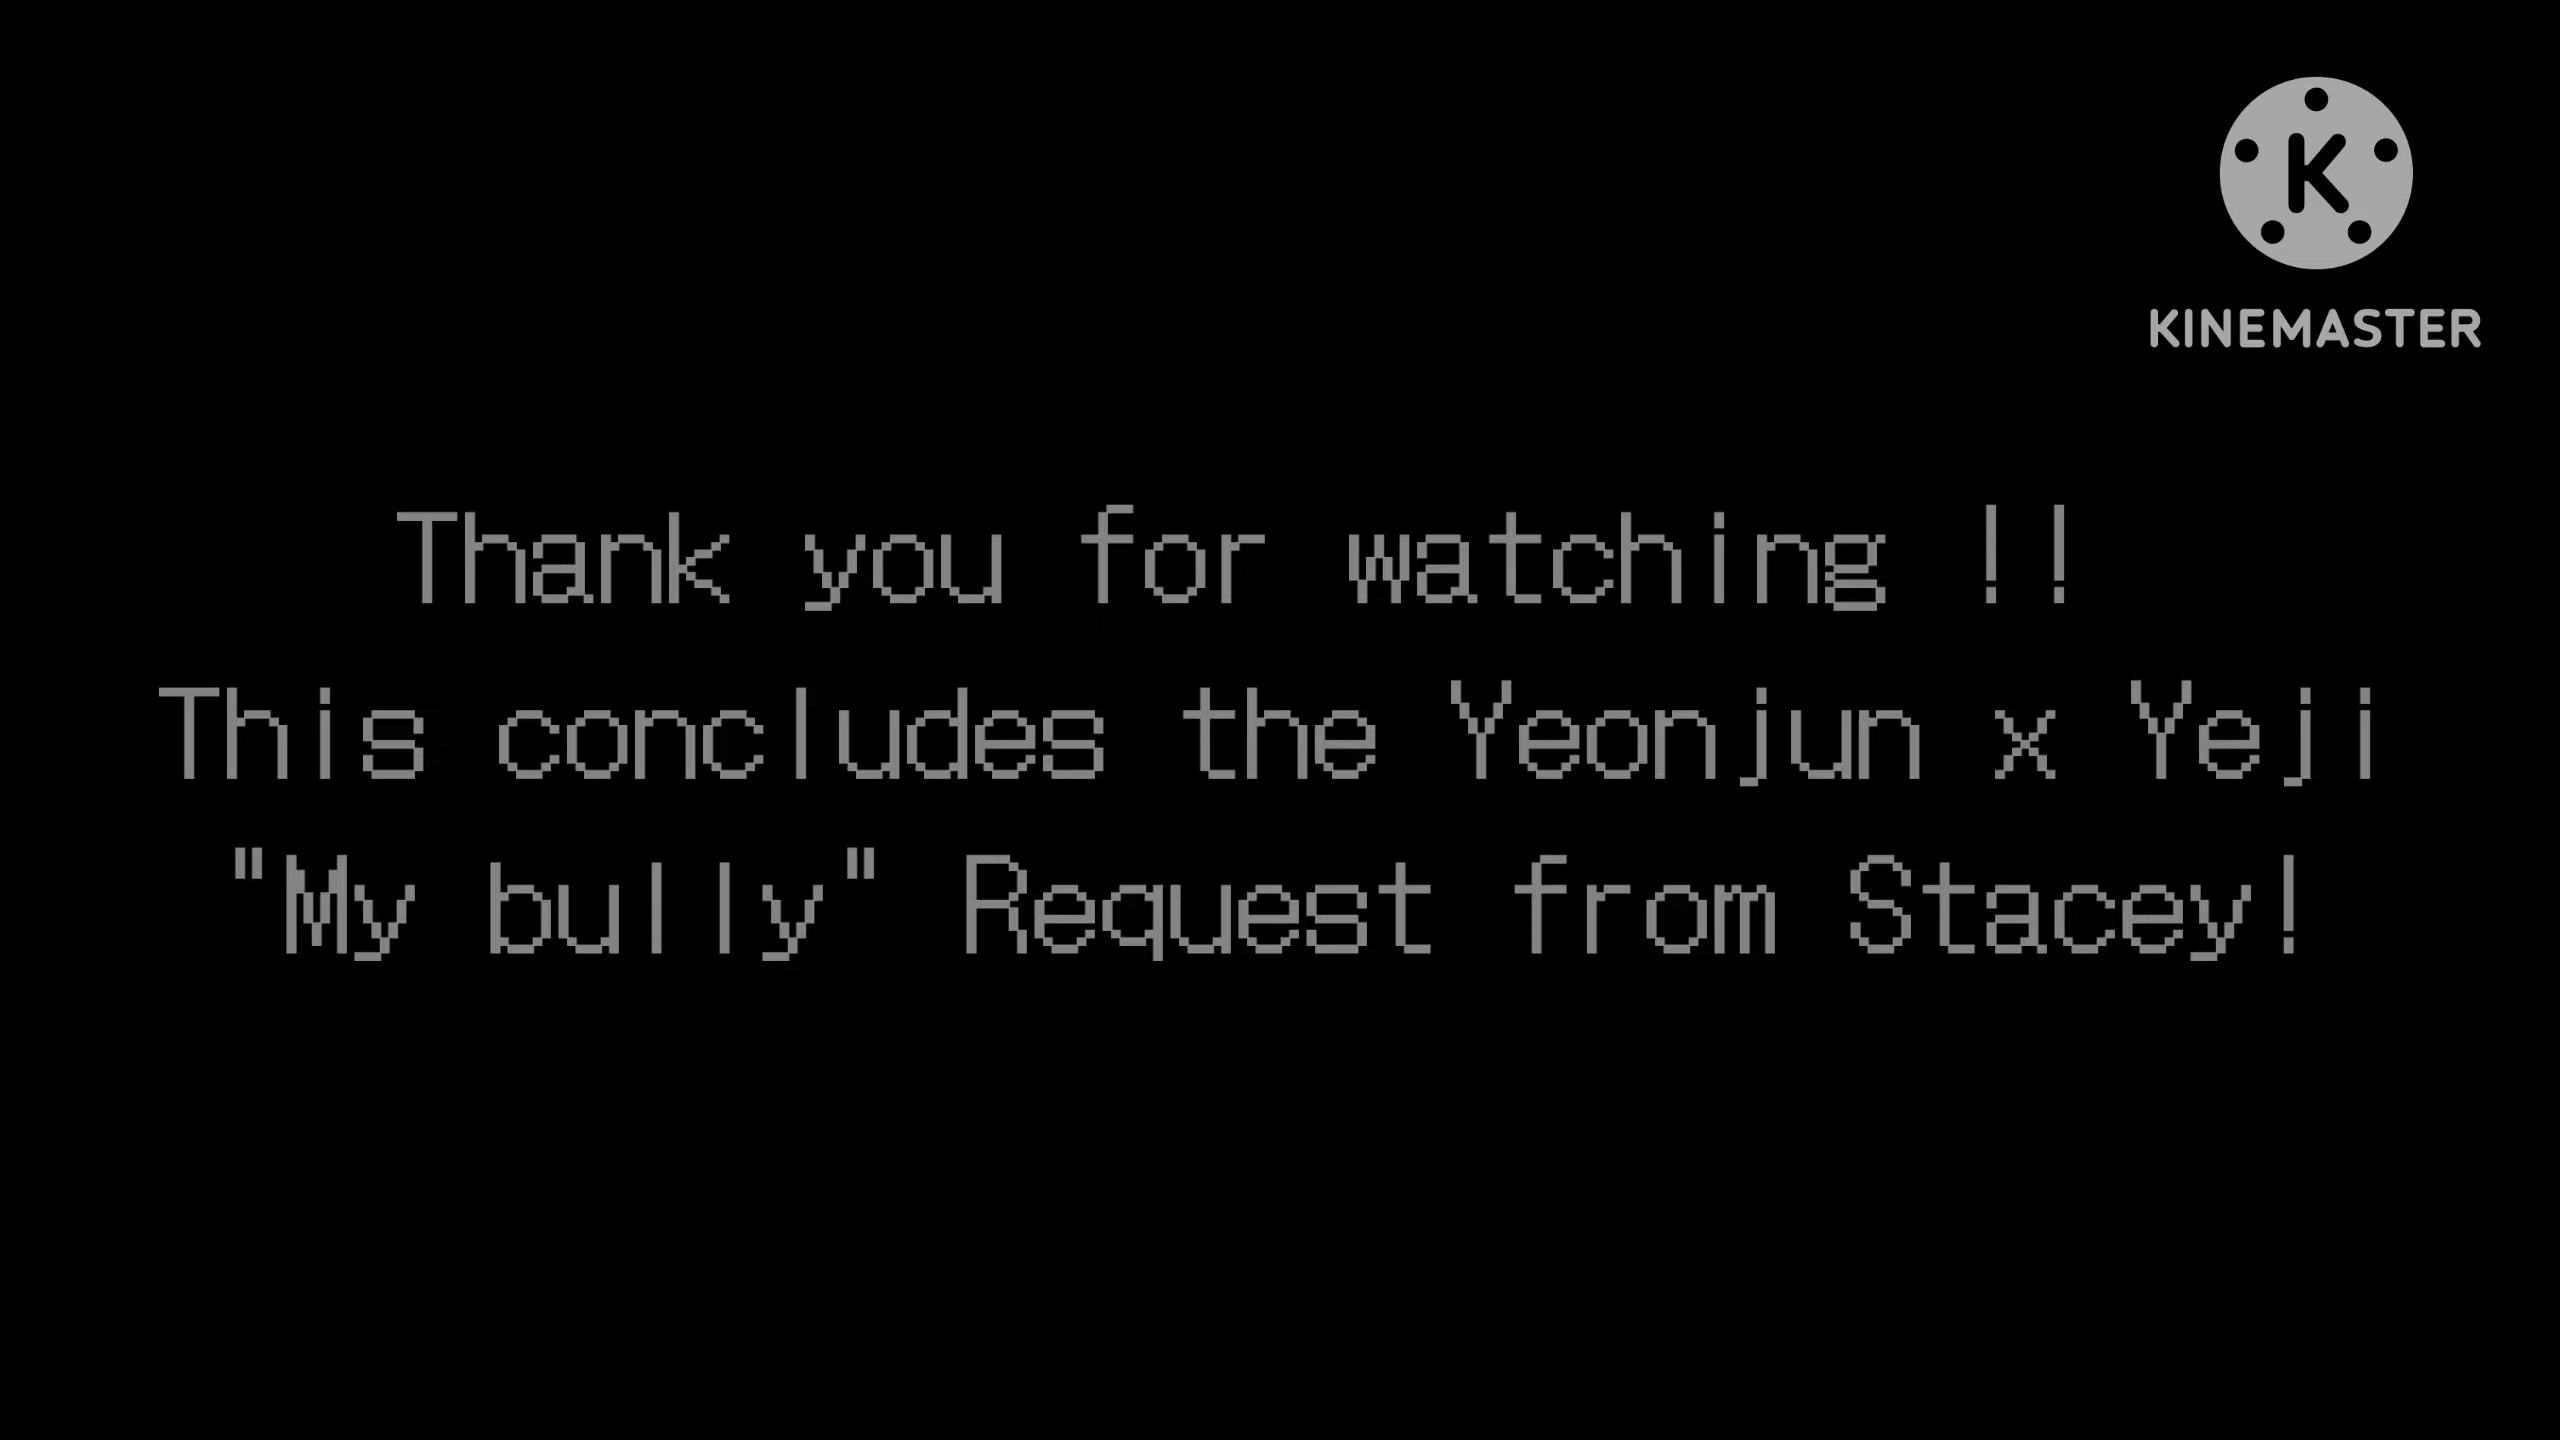 K
KINEMASTER
Thank you for watching !!
This concludes the Yeonjun x Yeji
"My bully" Request from Stacey!